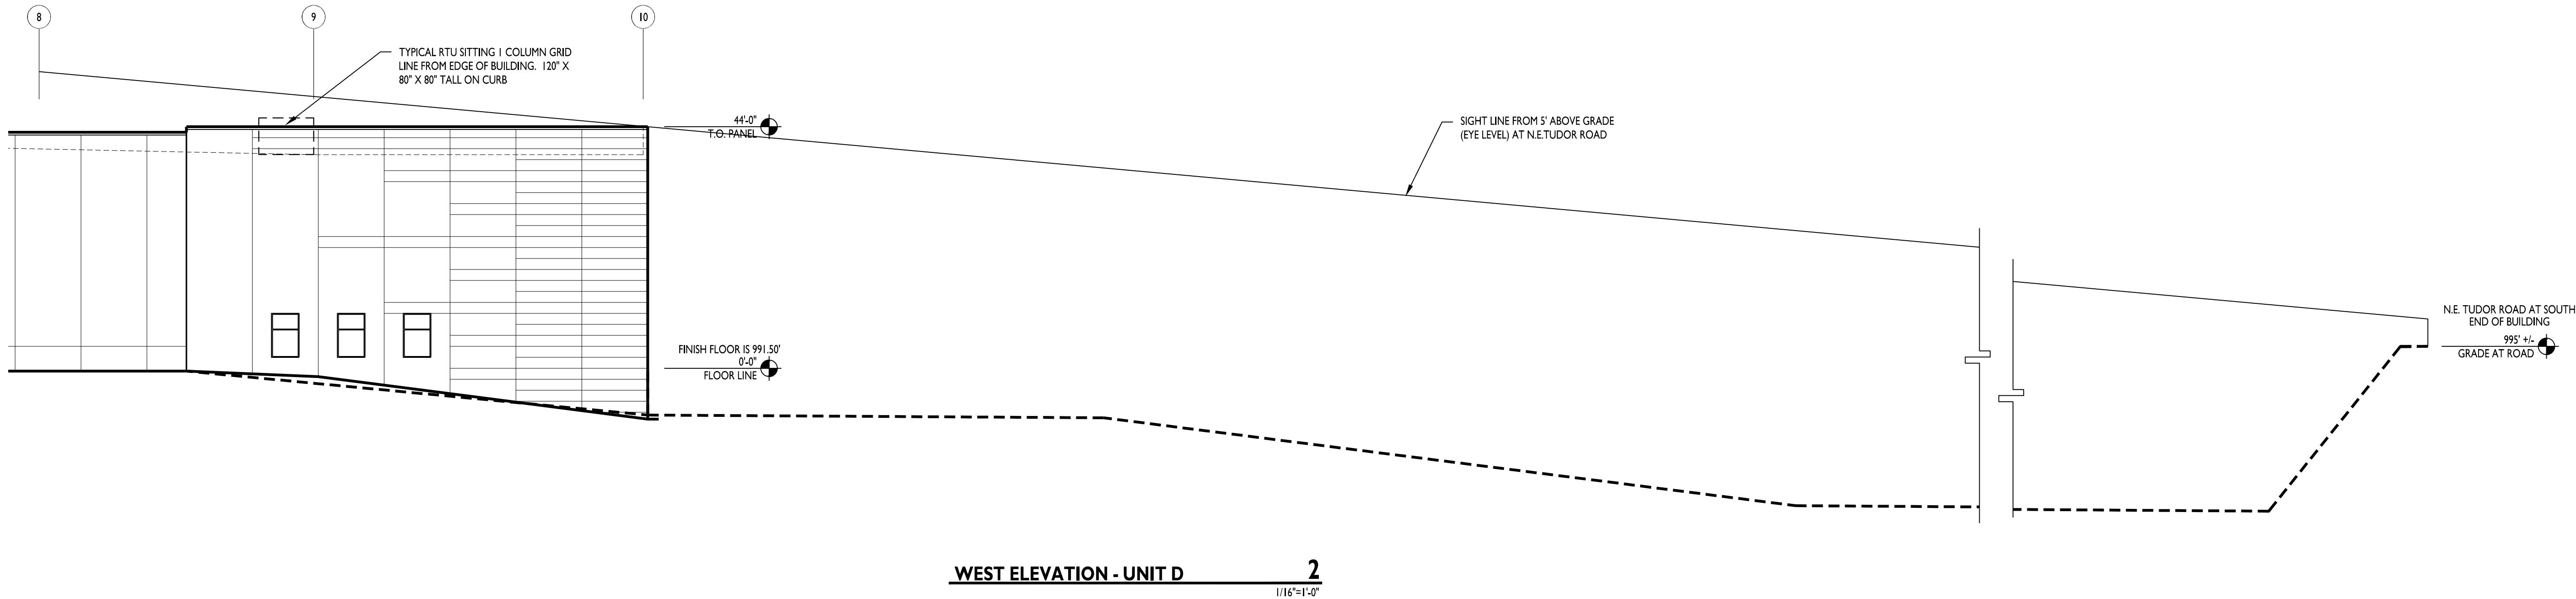 8
9
10
TYPICAL RTU SITTING 1 COLUMN GRID
LINE FROM EDGE OF BUILDING. 120" X
80" X 80" TALL ON CURB
44'-0"
T.O. PANEL
SIGHT LINE FROM 5' ABOVE GRADE
(EYE LEVEL) AT N.E.TUDOR ROAD
FINISH FLOOR IS 991.50'
0'-0"
FLOOR LINE
N.E. TUDOR ROAD AT SOUTH
END OF BUILDING
995' +/-
GRADE AT ROAD
WEST ELEVATION - UNIT D
2
1/16"=1'-0"